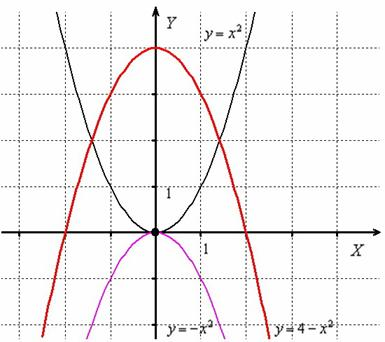 Y
y = x²
1
1
X
y = −x²
y = 4 − x²